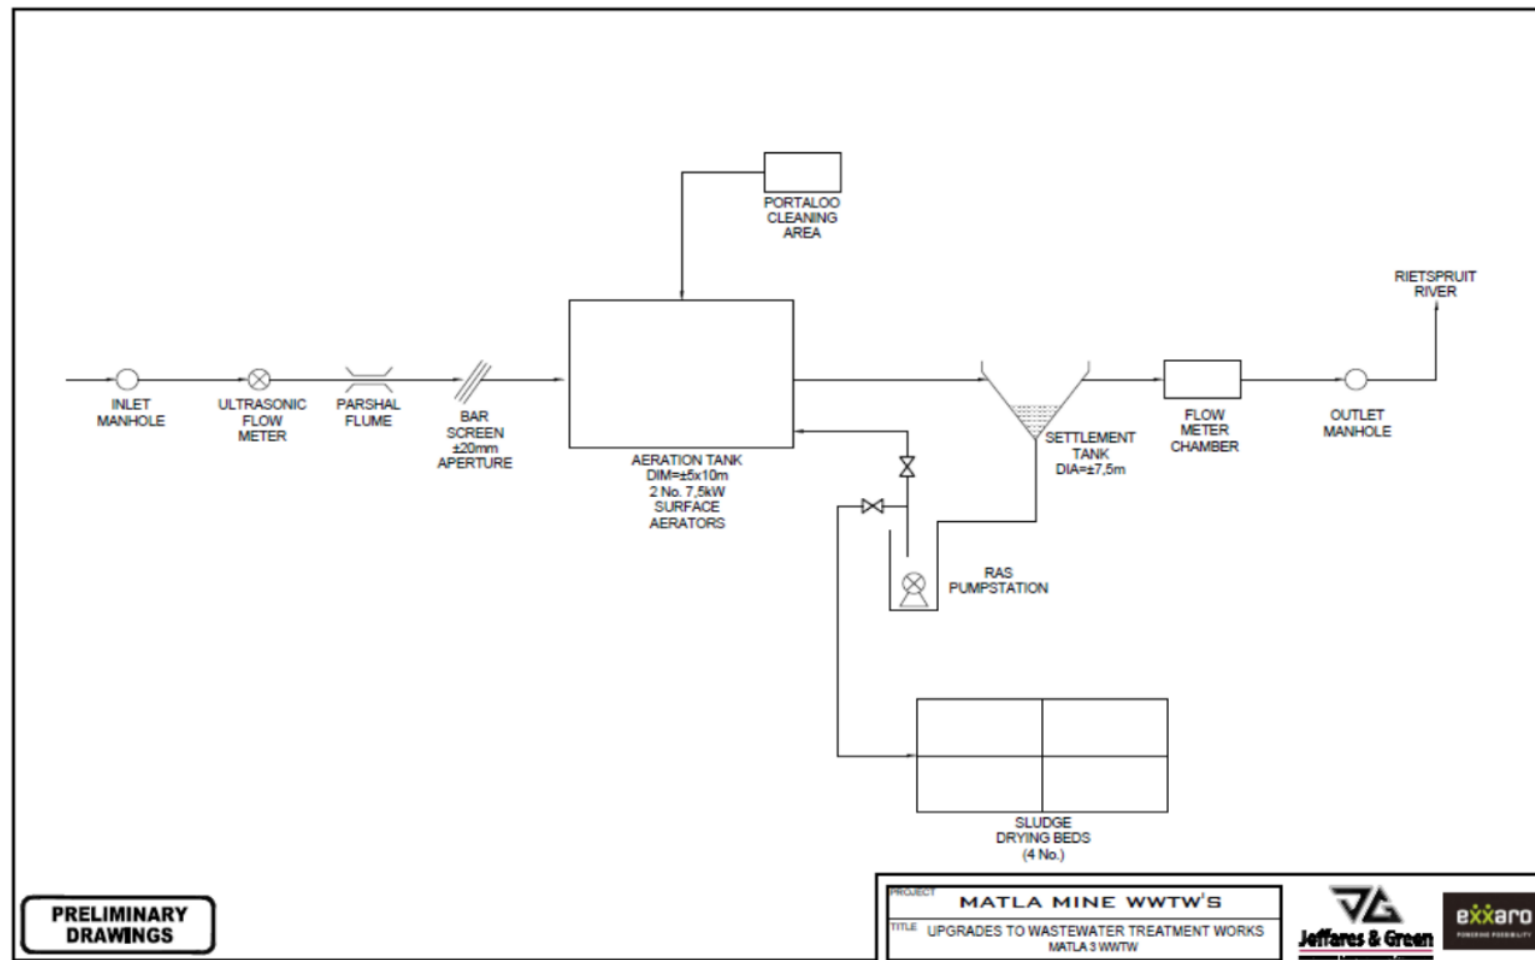 PORTALOO
CLEANING
AREA
RIETSPRUIT
RIVER
INLET
MANHOLE
ULTRASONIC
FLOW
METER
PARSHAL
FLUME
BAR
SCREEN
±20mm
APERTURE
AERATION TANK
DIM=±5x10m
2 No. 7,5kW
SURFACE
AERATORS
SETTLEMENT
TANK
DIA=±7,5m
FLOW
METER
CHAMBER
OUTLET
MANHOLE
RAS
PUMPSTATION
SLUDGE
DRYING BEDS
(4 No.)
PRELIMINARY
DRAWINGS
PROJECT
MATLA MINE WWTW'S
TITLE
UPGRADES TO WASTEWATER TREATMENT WORKS
MATLA 3 WWTW
JG
Jeffares & Green
exxaro
POWERING POSSIBILITY